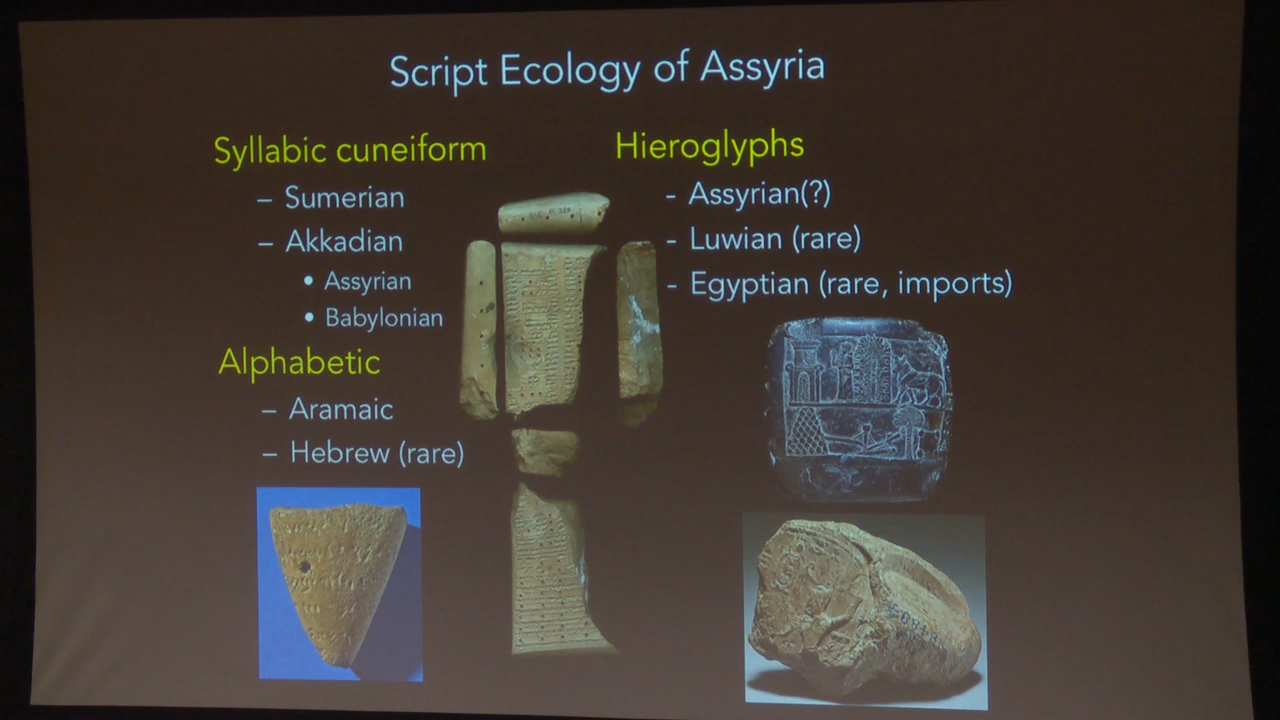 Script Ecology of Assyria
Syllabic cuneiform
– Sumerian
– Akkadian
• Assyrian
• Babylonian
Alphabetic
– Aramaic
– Hebrew (rare)
Hieroglyphs
- Assyrian(?)
- Luwian (rare)
- Egyptian (rare, imports)